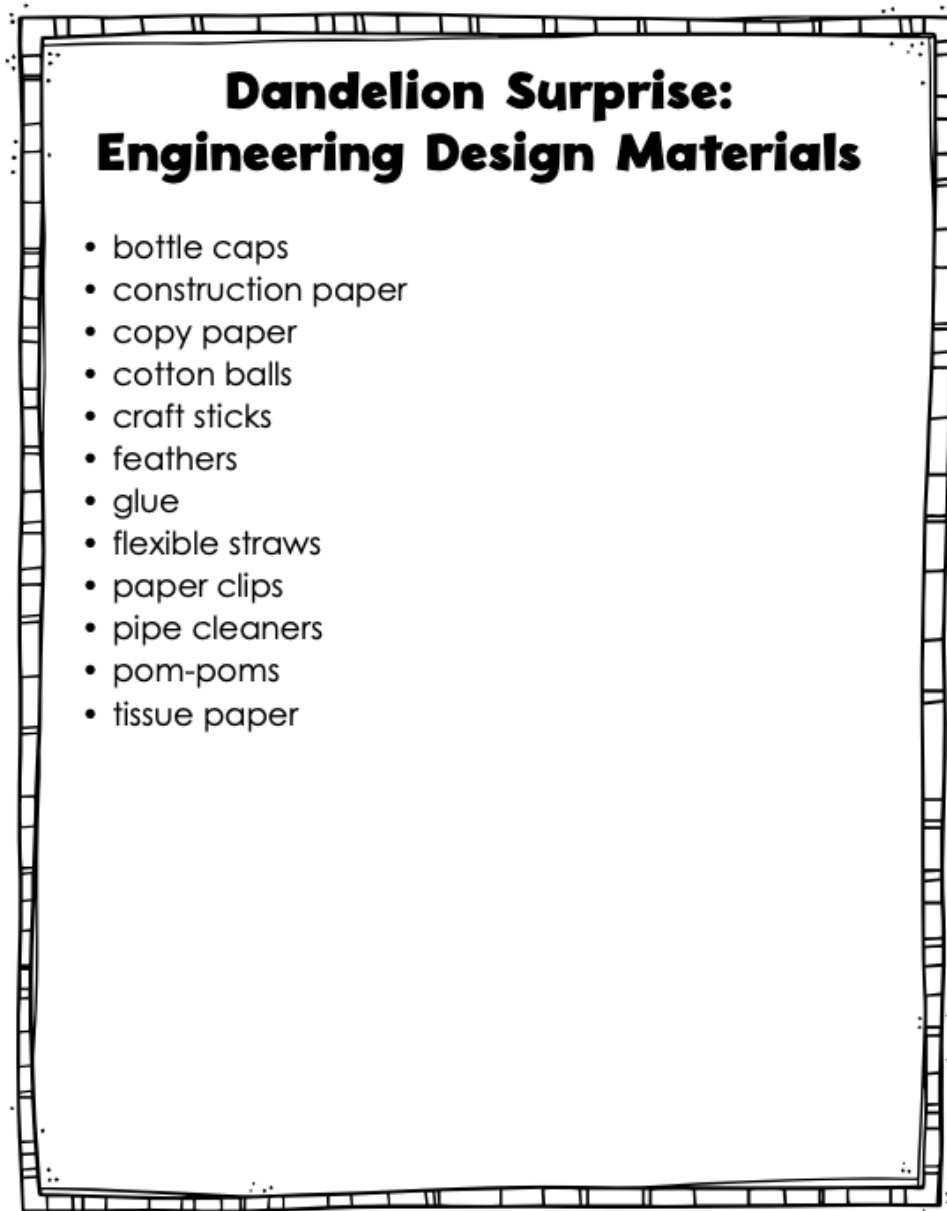 Dandelion Surprise:
Engineering Design Materials
• bottle caps
• construction paper
• copy paper
• cotton balls
• craft sticks
• feathers
• glue
• flexible straws
• paper clips
• pipe cleaners
• pom-poms
• tissue paper